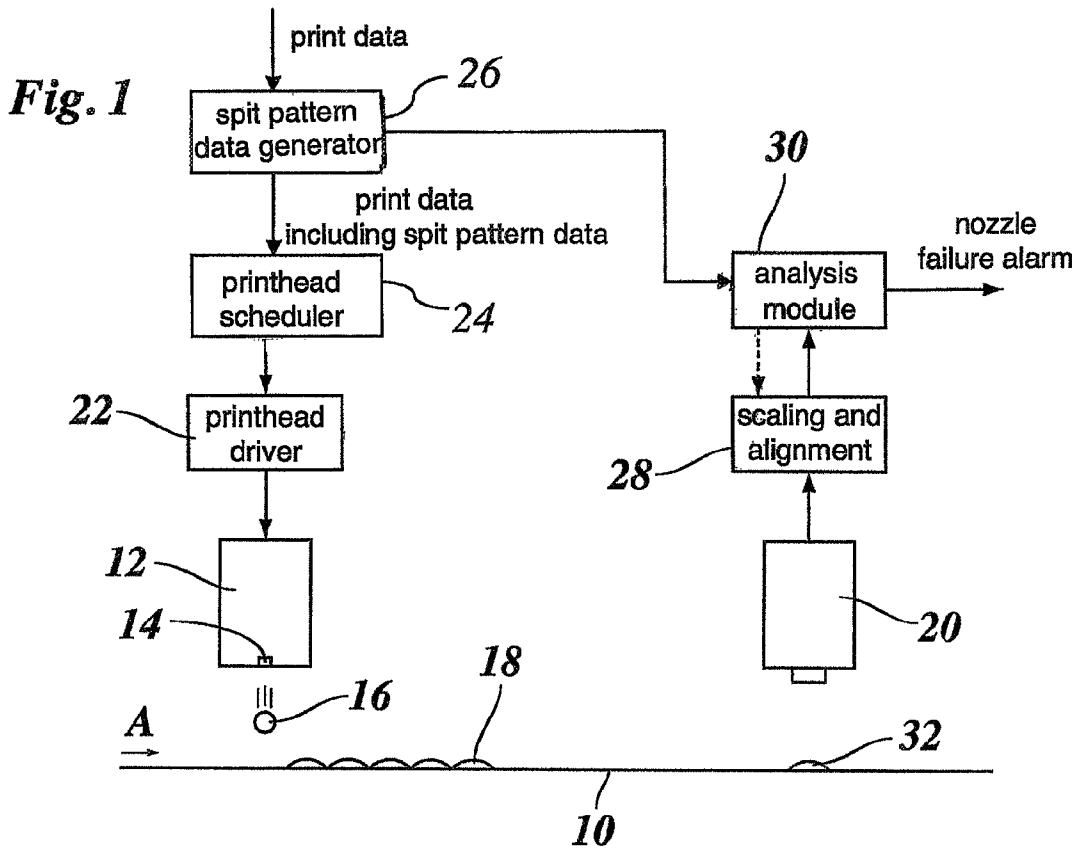 print data
Fig. 1
26
spit pattern
data generator
30
print data
including spit pattern data
nozzle
failure alarm
analysis
module
printhead
scheduler
24
22
printhead
driver
scaling and
alignment
28
12
14
20
16
18
A
32
10